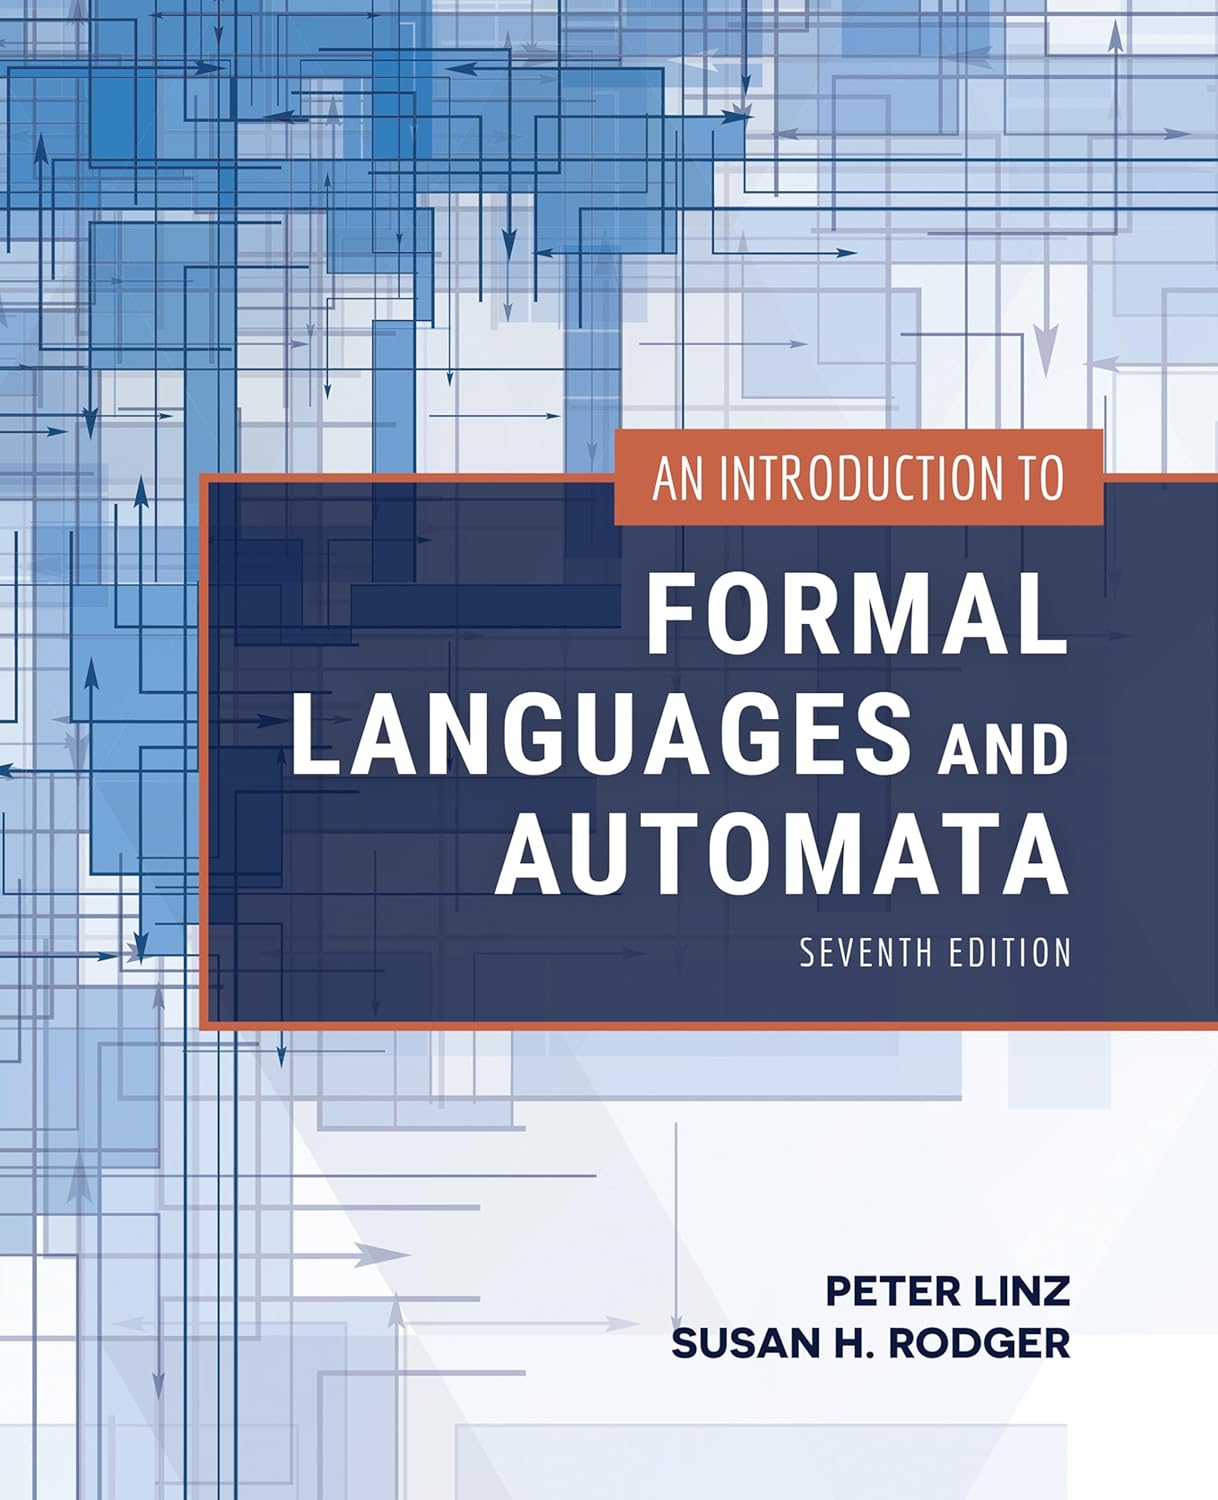 AN INTRODUCTION TO
FORMAL
LANGUAGES AND
AUTOMATA
SEVENTH EDITION
PETER LINZ
SUSAN H. RODGER